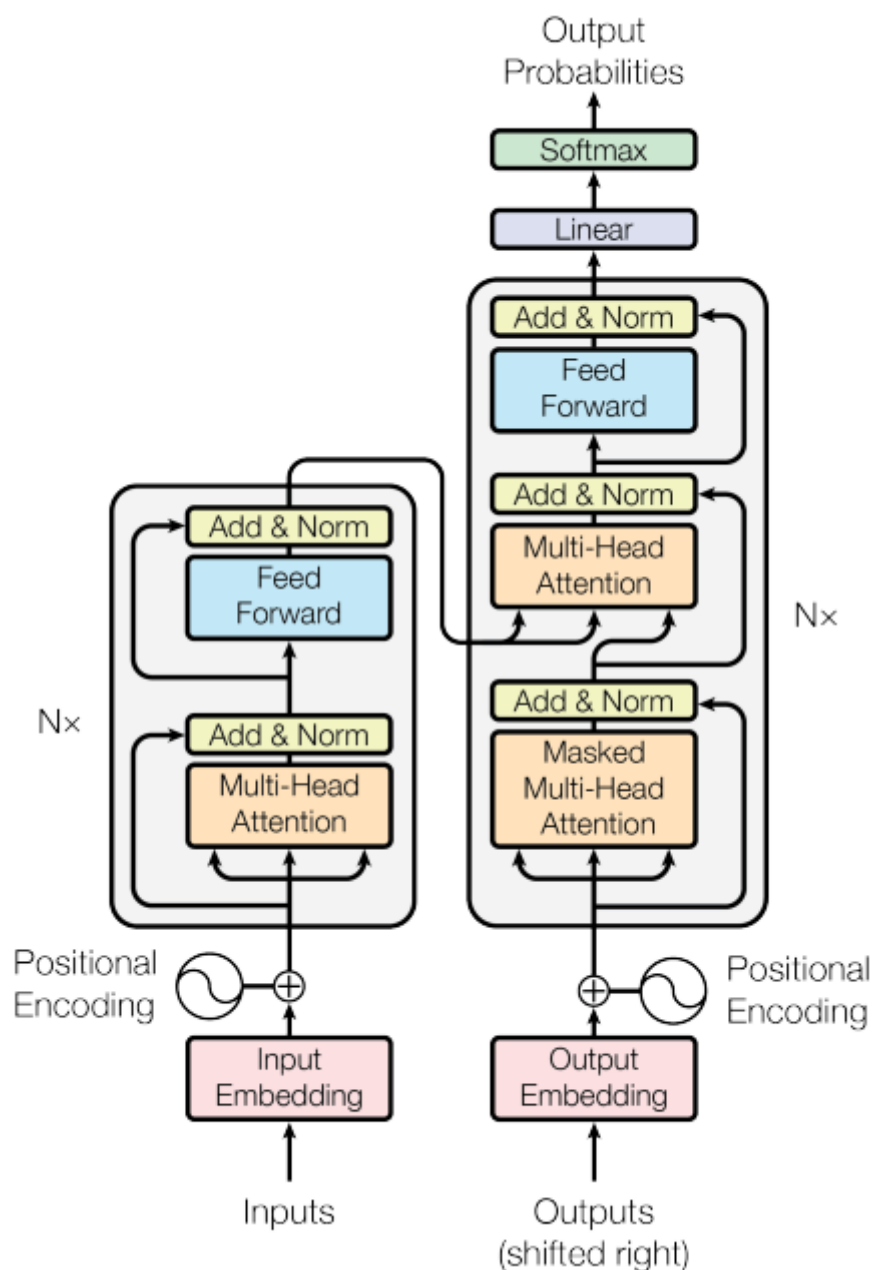 Output
Probabilities
Softmax
Linear
Add & Norm
Feed
Forward
Add & Norm
Multi-Head
Attention
Add & Norm
Masked
Multi-Head
Attention
Nx
Add & Norm
Feed
Forward
Add & Norm
Multi-Head
Attention
Nx
Positional
Encoding
Positional
Encoding
Input
Embedding
Output
Embedding
Inputs
Outputs
(shifted right)